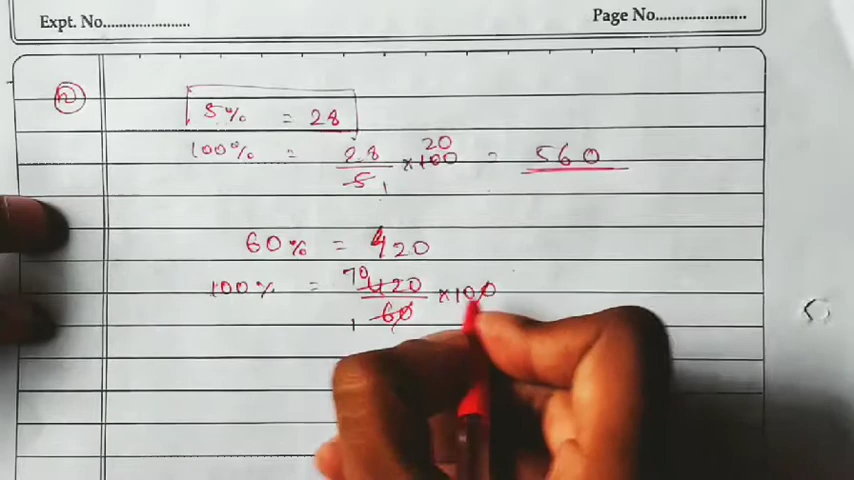 Expt. No........................ Page No........................
5% = 28
100% = 28/5 × 100 20 1 = 560
60% = 420
100% = 70 420/60 × 100 1